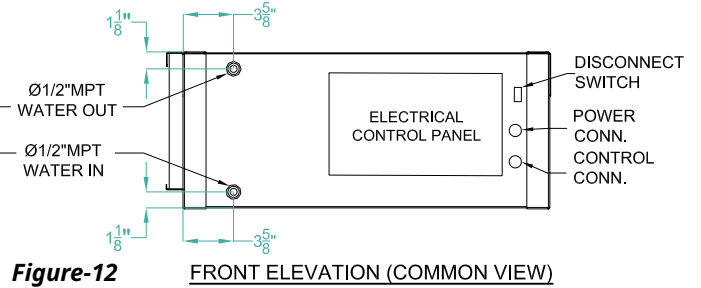 1 1/8"
3 5/8"
Ø1/2"MPT
WATER OUT
Ø1/2"MPT
WATER IN
ELECTRICAL
CONTROL PANEL
DISCONNECT
SWITCH
POWER
CONN.
CONTROL
CONN.
1 1/8"
3 5/8"
Figure-12
FRONT ELEVATION (COMMON VIEW)